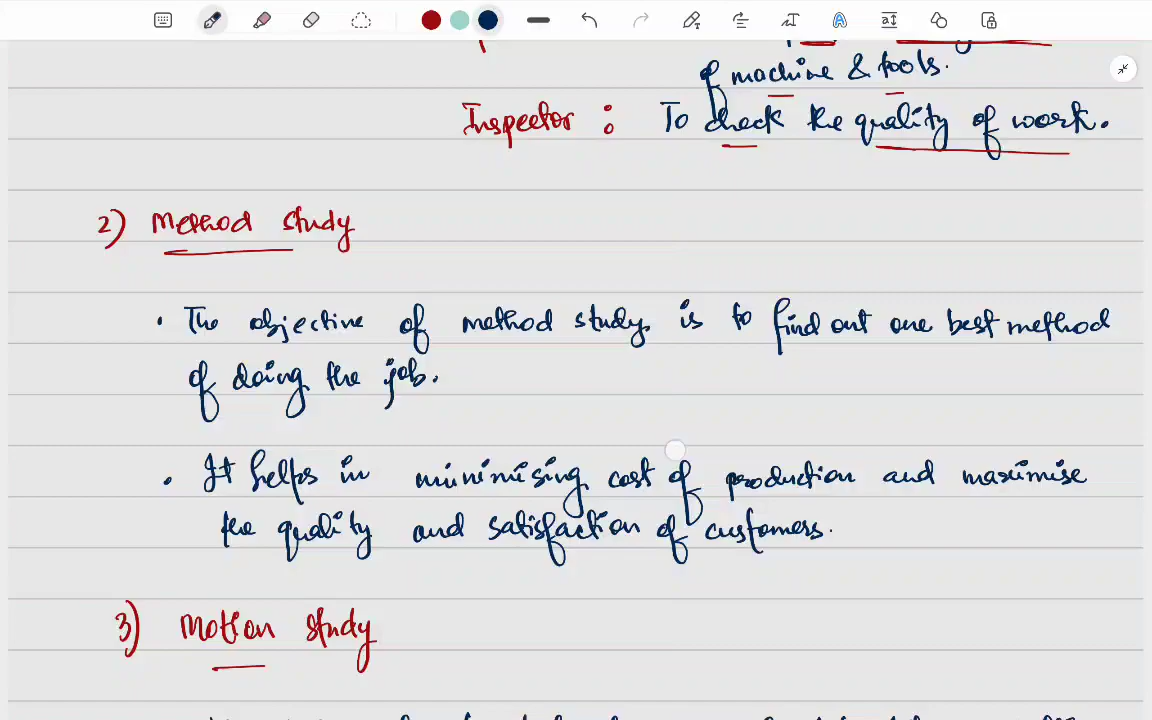 of machine & tools.
Inspector : To check the quality of work.
2) Method study
• The objective of method study is to find out one best method
of doing the job.
• It helps in minimising cost of production and maximise
the quality and satisfaction of customers.
3) Motion study